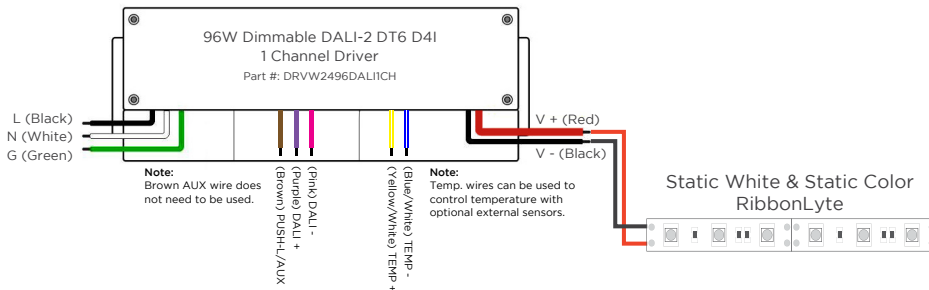 96W Dimmable DALI-2 DT6 D4I
1 Channel Driver
Part #: DRVW2496DALI1CH
L (Black)
N (White)
G (Green)
Note:
Brown AUX wire does
not need to be used.
(Brown) PUSH-L/AUX
(Purple) DALI +
(Pink) DALI -
(Yellow/White) TEMP +
(Blue/White) TEMP -
Note:
Temp. wires can be used to
control temperature with
optional external sensors.
V + (Red)
V - (Black)
Static White & Static Color
RibbonLyte